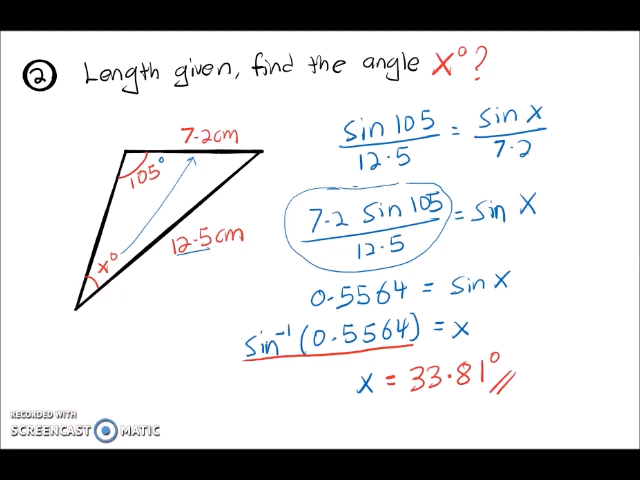 ② Length given, find the angle x°?
7.2cm
105°
12.5cm
x°
sin 105 / 12.5 = sin x / 7.2
7.2 sin 105 / 12.5 = sin x
0.5564 = sin x
sin⁻¹(0.5564) = x
x = 33.81°//
RECORDED WITH
SCREENCAST MATIC